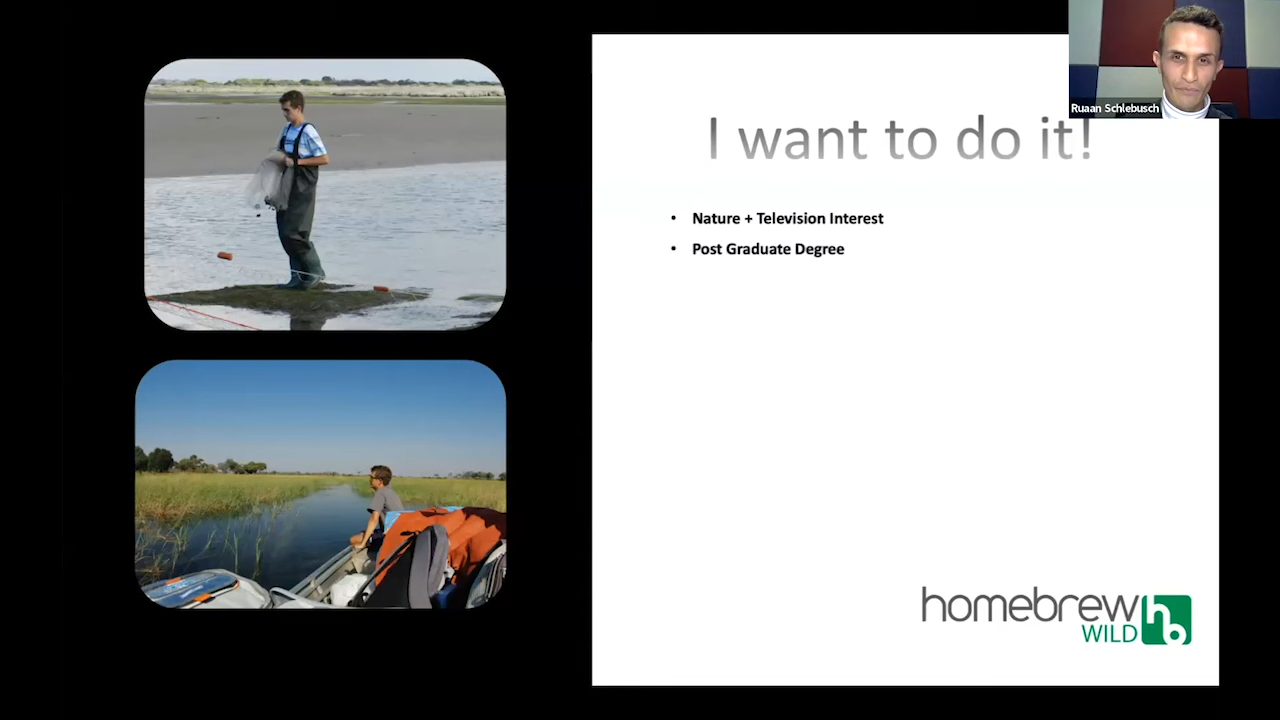 Ruaan Schlebusch
I want to do it!
• Nature + Television Interest
• Post Graduate Degree
homebrew
WILD
hb